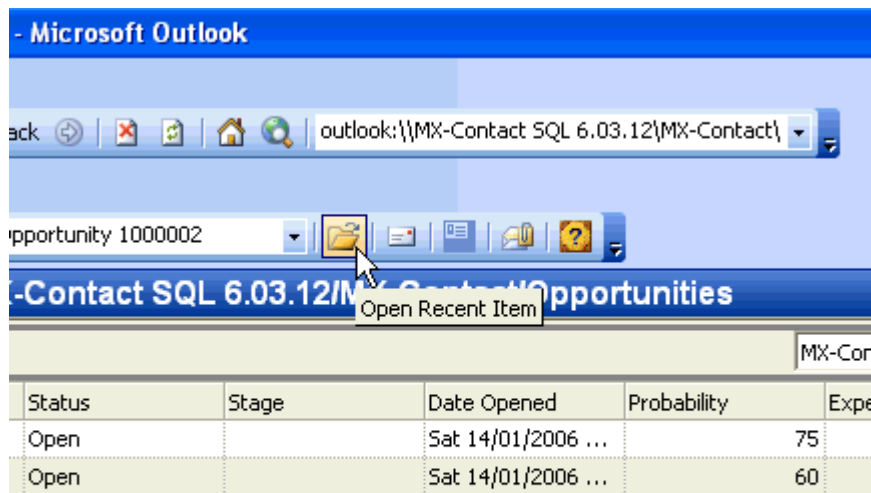 - Microsoft Outlook
ack outlook:\\MX-Contact SQL 6.03.12\MX-Contact\
pportunity 1000002
-Contact SQL 6.03.12/MX-Contact/Opportunities
Open Recent Item
MX-Con
Status Stage Date Opened Probability Expe
Open Sat 14/01/2006 ... 75
Open Sat 14/01/2006 ... 60